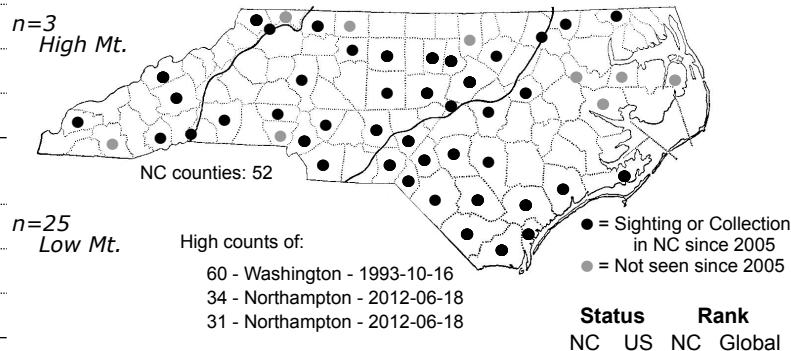 n=3
High Mt.
NC counties: 52
n=25
Low Mt.
High counts of:
60 - Washington - 1993-10-16
34 - Northampton - 2012-06-18
31 - Northampton - 2012-06-18
= Sighting or Collection
in NC since 2005
= Not seen since 2005
Status Rank
NC US NC Global